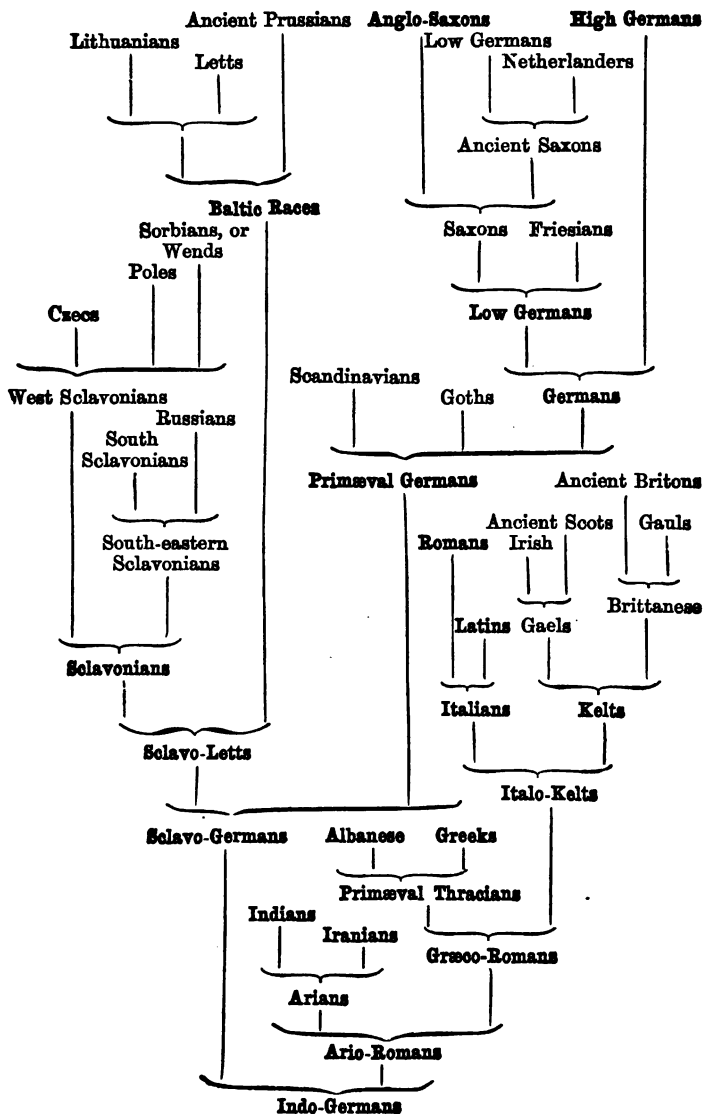 Ancient Prussians
Anglo-Saxons
High Germans
Lithuanians
Low Germans
Letts
Netherlanders
Ancient Saxons
Baltic Races
Sorbians, or
Wends
Saxons
Friesians
Poles
Czecs
Low Germans
Scandinavians
West Sclavonians
Goths
Germans
Russians
South
Sclavonians
Primæval Germans
Ancient Britons
Ancient Scots
Gauls
South-eastern
Sclavonians
Romans
Irish
Brittanese
Latins
Gaels
Sclavonians
Italians
Kelts
Sclavo-Letts
Italo-Kelts
Sclavo-Germans
Albanese
Greeks
Primæval Thracians
Indians
Iranians
Græco-Romans
Arians
Ario-Romans
Indo-Germans